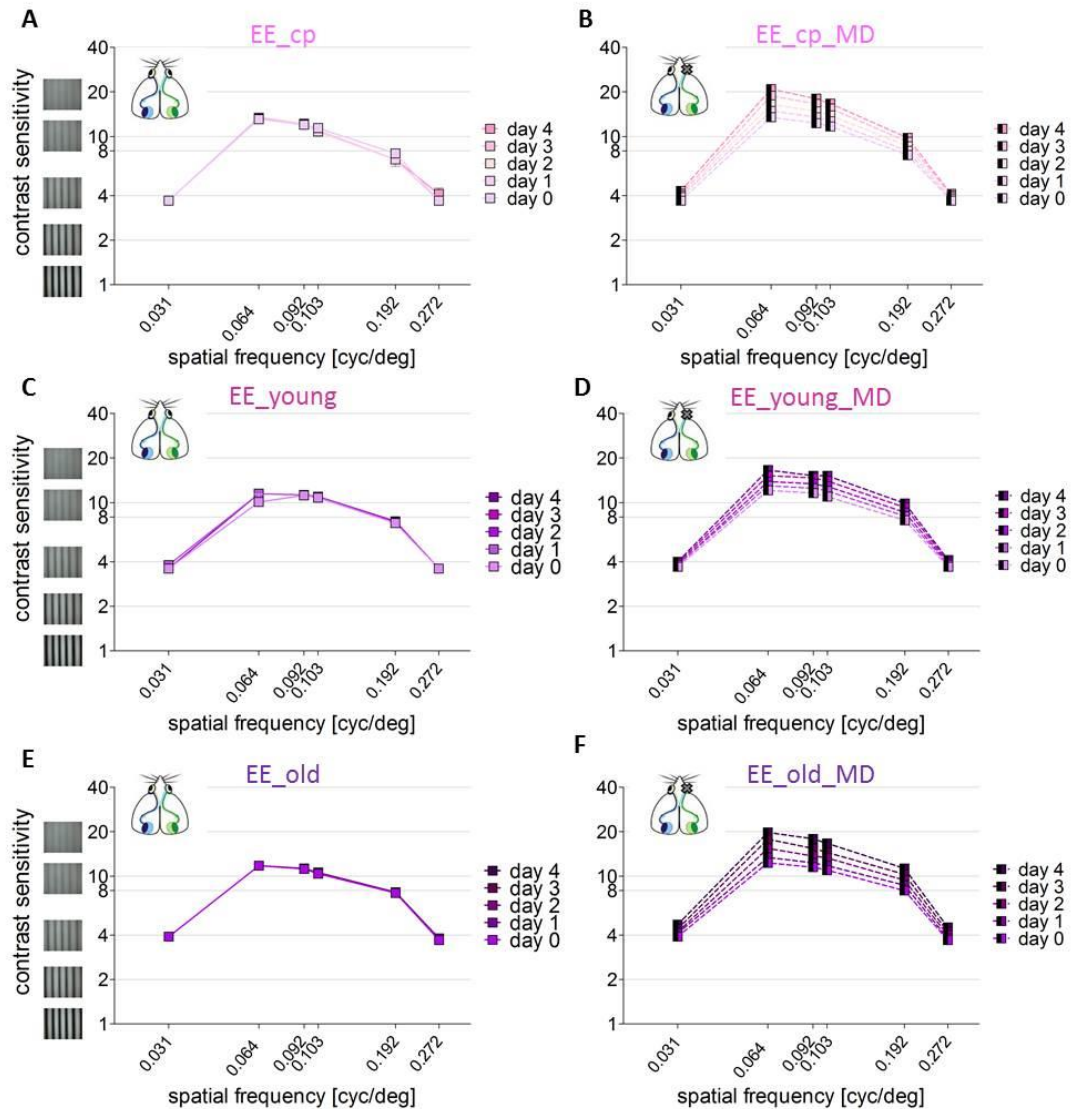 A
EE_cp
contrast sensitivity
40
20
10
8
4
2
1
0.031
0.064
0.092
0.103
0.192
0.272
spatial frequency [cyc/deg]
day 4
day 3
day 2
day 1
day 0
B
EE_cp_MD
40
20
10
8
4
2
1
0.031
0.064
0.092
0.103
0.192
0.272
spatial frequency [cyc/deg]
day 4
day 3
day 2
day 1
day 0
C
EE_young
contrast sensitivity
40
20
10
8
4
2
1
0.031
0.064
0.092
0.103
0.192
0.272
spatial frequency [cyc/deg]
day 4
day 3
day 2
day 1
day 0
D
EE_young_MD
40
20
10
8
4
2
1
0.031
0.064
0.092
0.103
0.192
0.272
spatial frequency [cyc/deg]
day 4
day 3
day 2
day 1
day 0
E
EE_old
contrast sensitivity
40
20
10
8
4
2
1
0.031
0.064
0.092
0.103
0.192
0.272
spatial frequency [cyc/deg]
day 4
day 3
day 2
day 1
day 0
F
EE_old_MD
40
20
10
8
4
2
1
0.031
0.064
0.092
0.103
0.192
0.272
spatial frequency [cyc/deg]
day 4
day 3
day 2
day 1
day 0